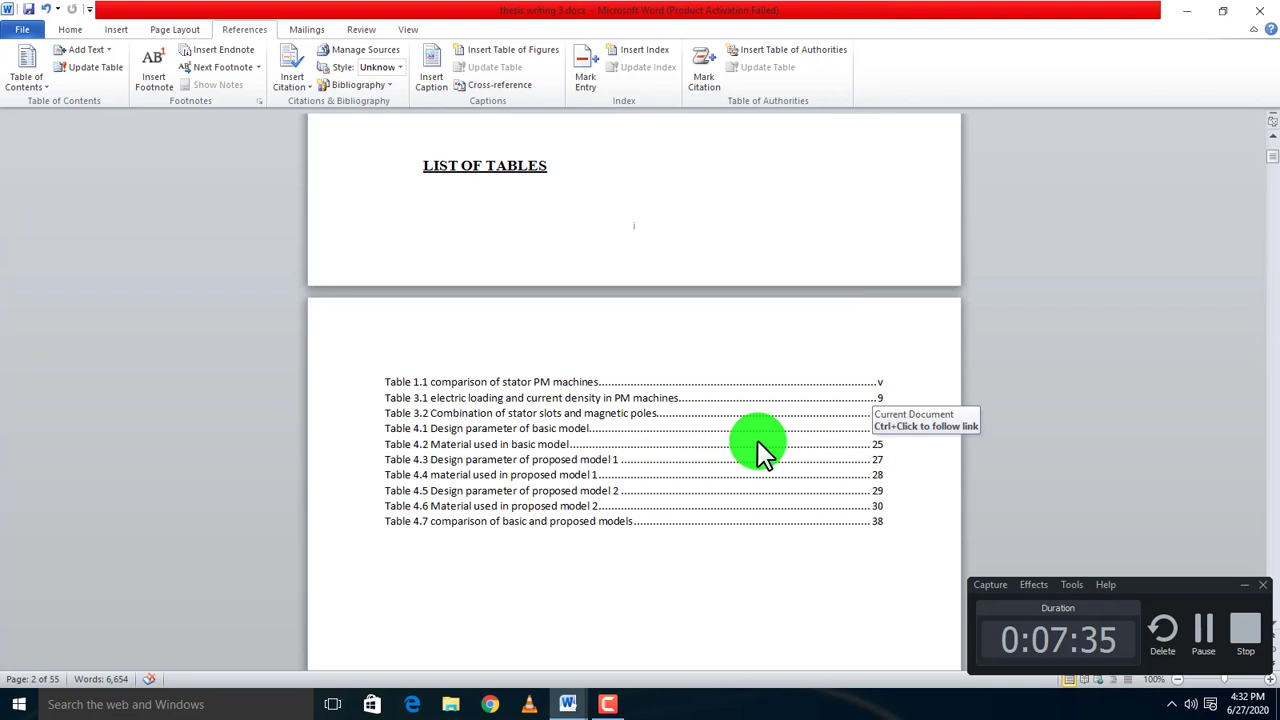 thesis writing 3.docx - Microsoft Word (Product Activation Failed)
File Home Insert Page Layout References Mailings Review View
Table of Contents
Add Text
Update Table
Table of Contents
AB¹
Insert Footnote
Insert Endnote
Next Footnote
Show Notes
Footnotes
Insert Citation
Manage Sources
Style: Unknow
Bibliography
Citations & Bibliography
Insert Caption
Insert Table of Figures
Update Table
Cross-reference
Captions
Mark Entry
Insert Index
Update Index
Index
Mark Citation
Insert Table of Authorities
Update Table
Table of Authorities
LIST OF TABLES
i
Table 1.1 comparison of stator PM machines v
Table 3.1 electric loading and current density in PM machines 9
Table 3.2 Combination of stator slots and magnetic poles
Table 4.1 Design parameter of basic model
Table 4.2 Material used in basic model 25
Table 4.3 Design parameter of proposed model 1 27
Table 4.4 material used in proposed model 1 28
Table 4.5 Design parameter of proposed model 2 29
Table 4.6 Material used in proposed model 2 30
Table 4.7 comparison of basic and proposed models 38
Current Document
Ctrl+Click to follow link
Capture Effects Tools Help
Duration
0:07:35
Delete Pause Stop
Page: 2 of 55 Words: 6,654
100%
Search the web and Windows
4:32 PM
6/27/2020